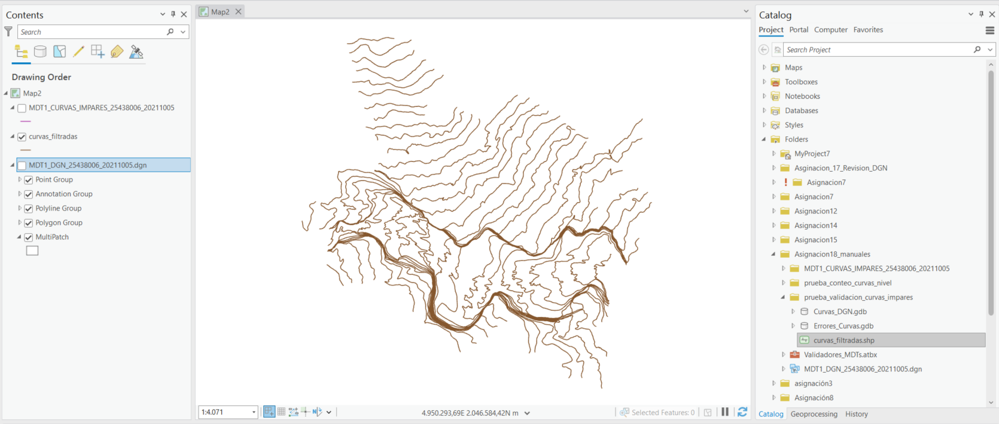 Contents
Search
Drawing Order
Map2
MDT1_CURVAS_IMPARES_25438006_20211005
curvas_filtradas
MDT1_DGN_25438006_20211005.dgn
Point Group
Annotation Group
Polyline Group
Polygon Group
MultiPatch
Map2
1:4.071
4.950.293,69E 2.046.584,42N m
Selected Features: 0
Catalog
Project Portal Computer Favorites
Search Project
Maps
Toolboxes
Notebooks
Databases
Styles
Folders
MyProject7
Asginacion_17_Revision_DGN
Asignacion7
Asignacion7
Asignacion12
Asignacion14
Asignacion15
Asignacion18_manuales
MDT1_CURVAS_IMPARES_25438006_20211005
prueba_conteo_curvas_nivel
prueba_validacion_curvas_impares
Curvas_DGN.gdb
Errores_Curvas.gdb
curvas_filtradas.shp
Validadores_MDTs.atbx
MDT1_DGN_25438006_20211005.dgn
asignación3
Asignación8
Catalog Geoprocessing History